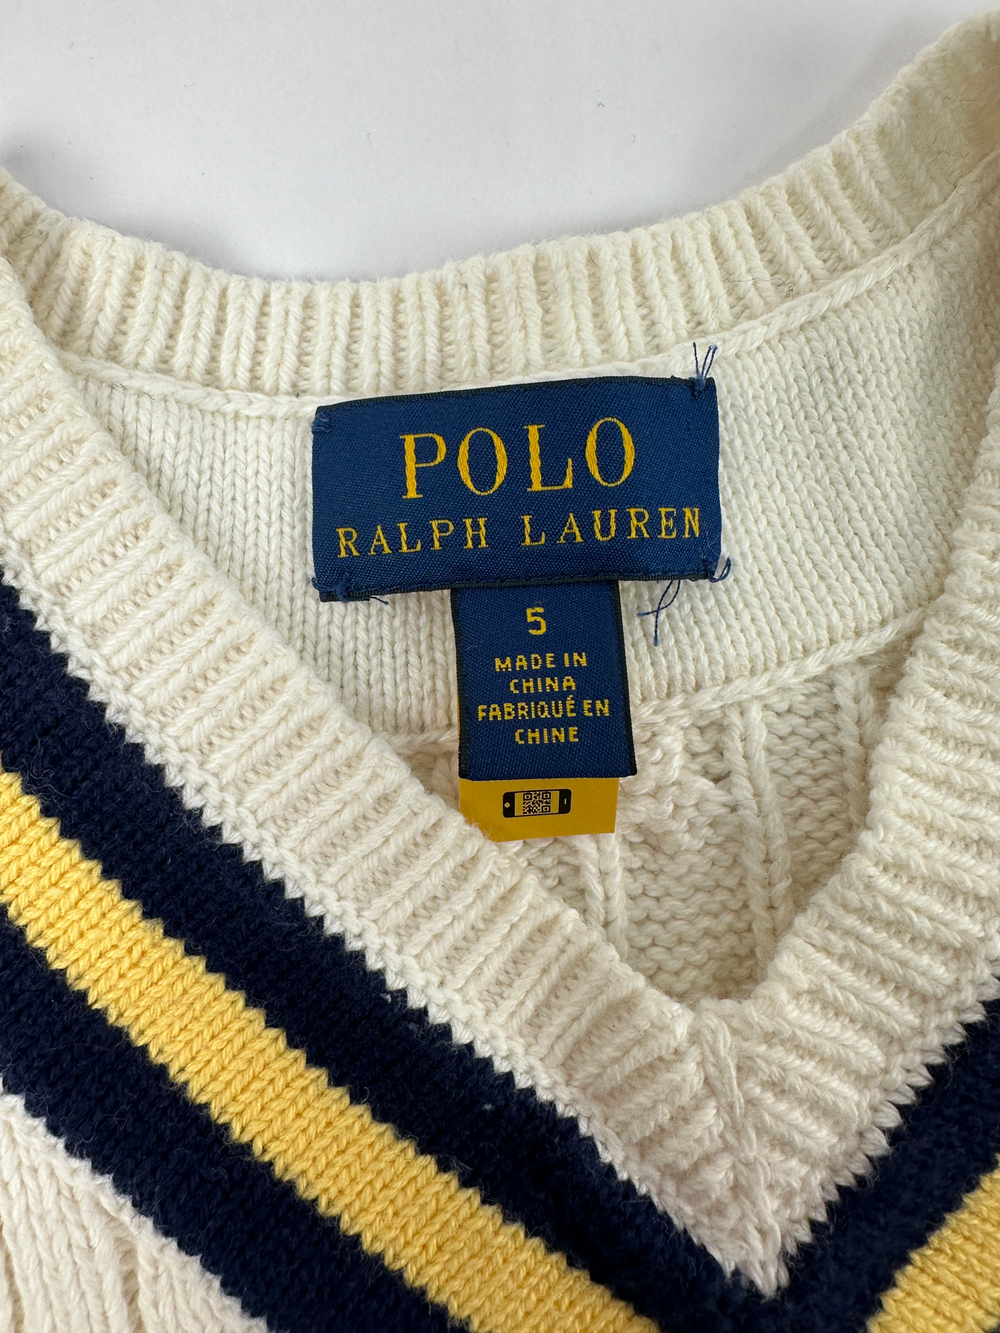 POLO
RALPH LAUREN
5
MADE IN
CHINA
FABRIQUÉ EN
CHINE